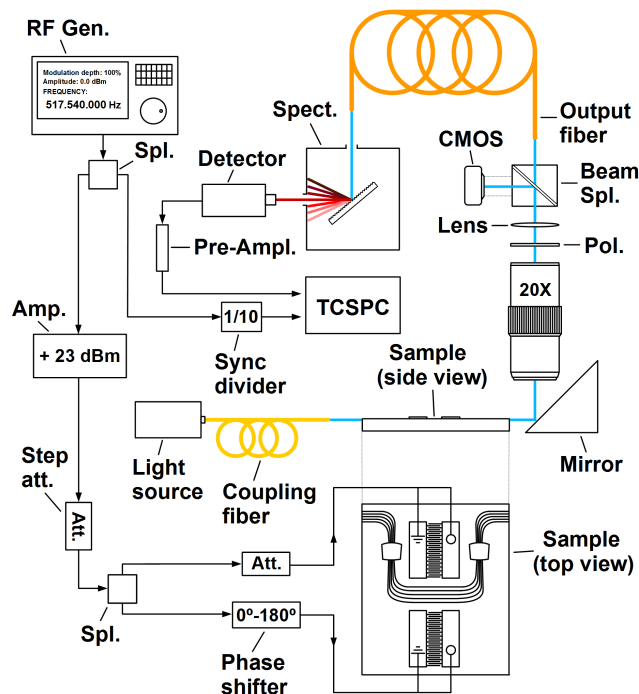 RF Gen.
Modulation depth: 100%
Amplitude: 0.0 dBm
FREQUENCY:
517.540.000 Hz
Spl.
Detector
Spect.
Pre-Ampl.
TCSPC
1/10
Sync
divider
Amp.
+ 23 dBm
Output
fiber
CMOS
Beam
Spl.
Lens
Pol.
20X
Mirror
Sample
(side view)
Light
source
Coupling
fiber
Step
att.
Att.
Spl.
Att.
0º-180º
Phase
shifter
Sample
(top view)